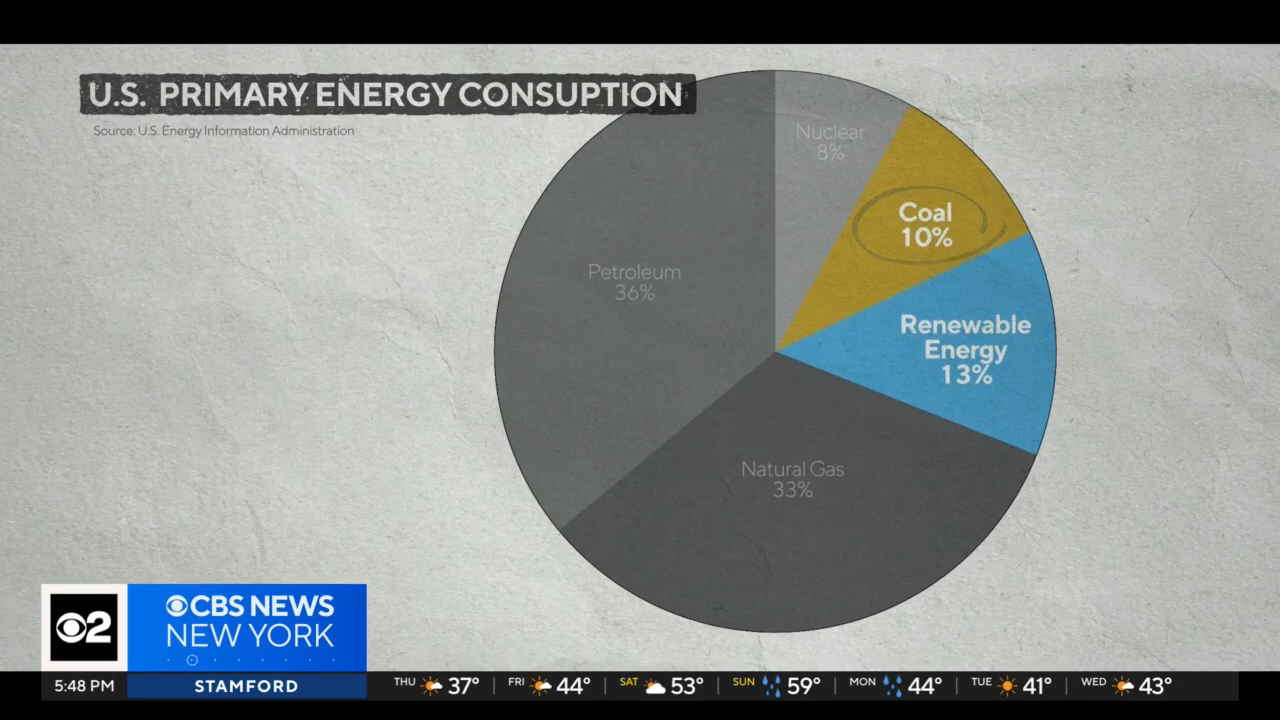 U.S. PRIMARY ENERGY CONSUPTION
Source: U.S. Energy Information Administration
Nuclear
8%
Coal
10%
Petroleum
36%
Renewable
Energy
13%
Natural Gas
33%
2
CBS NEWS
NEW YORK
5:48 PM
STAMFORD
THU 37° FRI 44° SAT 53° SUN 59° MON 44° TUE 41° WED 43°